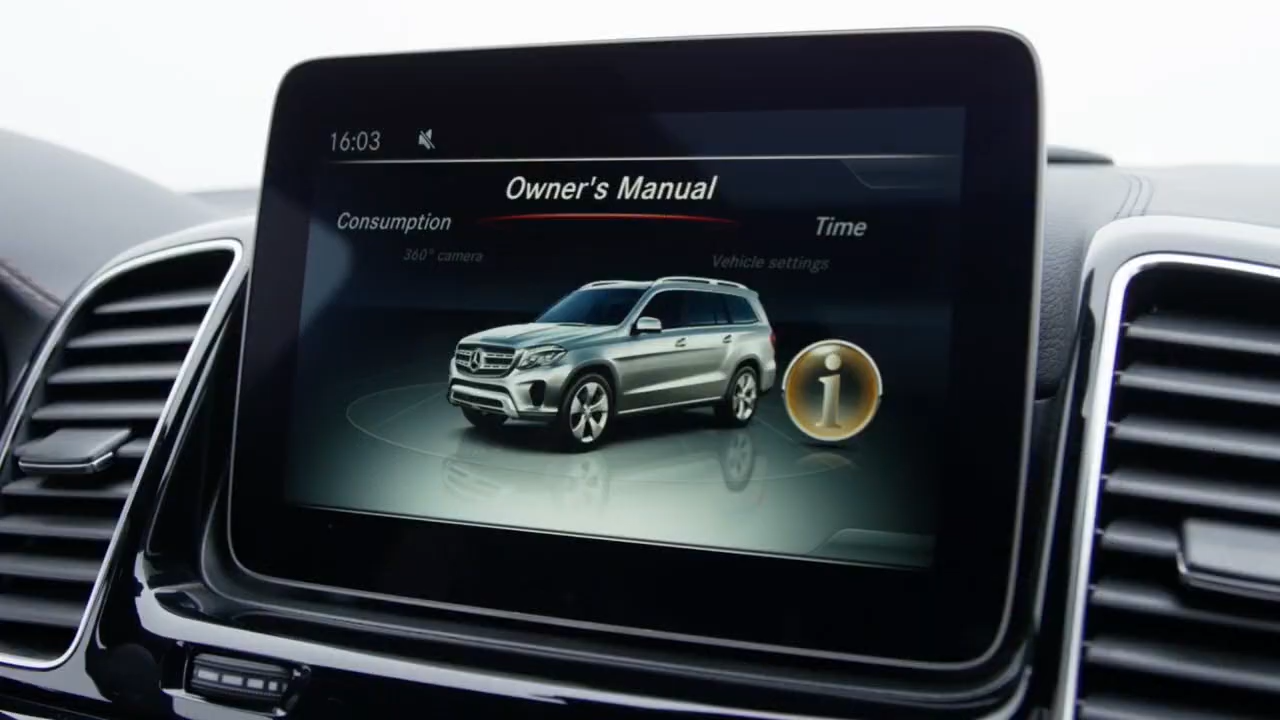 16:03
Owner's Manual
Consumption
Time
360° camera
Vehicle settings
i